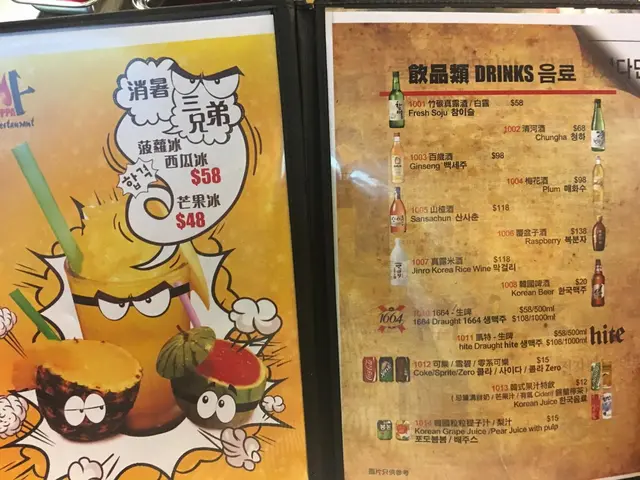 estaurant
消暑
三兄弟
菠蘿冰
西瓜冰
$58
芒果冰
$48
합격
飲品類 DRINKS 음료
1001 竹碳真露酒 / 白露 $58
Fresh Soju 참이슬
1002 清河酒 $68
Chungha 청하
1003 百歲酒 $98
Ginseng 백세주
1004 梅花酒 $98
Plum 매화수
1005 山楂酒 $118
Sansachun 산사춘
1006 覆盆子酒 $138
Raspberry 복분자
1007 真露米酒 $118
Jinro Korea Rice Wine 막걸리
1008 韓國啤酒 $20
Korean Beer 한국맥주
1664
1010 1664 - 生啤 $58/500ml
1664 Draught 1664 생맥주 $108/1000ml
1011 凱特 - 生啤 $58/500ml
hite Draught hite 생맥주 $108/1000ml
hite
1012 可樂 / 雪碧 / 零系可樂 $15
Coke/Sprite/Zero 콜라 / 사이다 / 콜라 Zero
1013 韓式果汁特飲 $12
Korean Juice 한국음료
1014 韓國粒粒提子汁 / 梨汁 $15
Korean Grape Juice /Pear Juice with pulp
포도봉봉 / 배주스
圖片只供參考